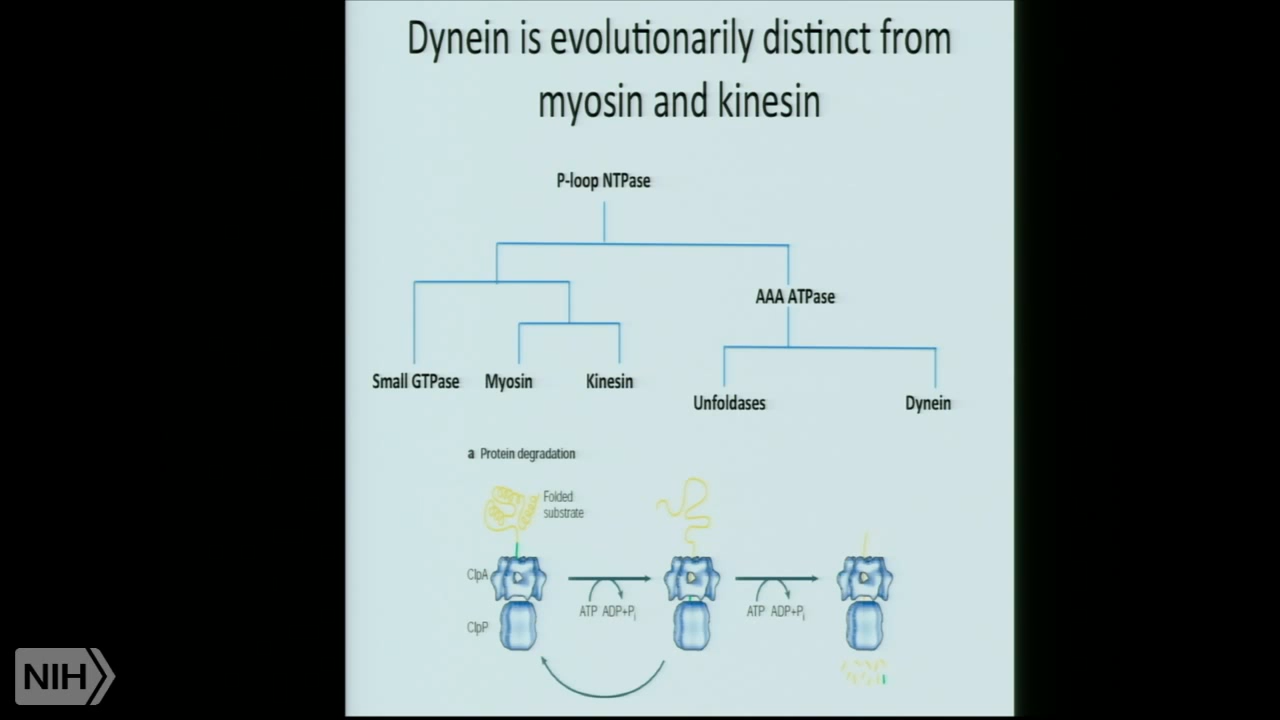 Dynein is evolutionarily distinct from
myosin and kinesin
P-loop NTPase
AAA ATPase
Small GTPase Myosin Kinesin
Unfoldases Dynein
a Protein degradation
Folded
substrate
ClpA
ATP ADP+Pi ATP ADP+Pi
ClpP
NIH